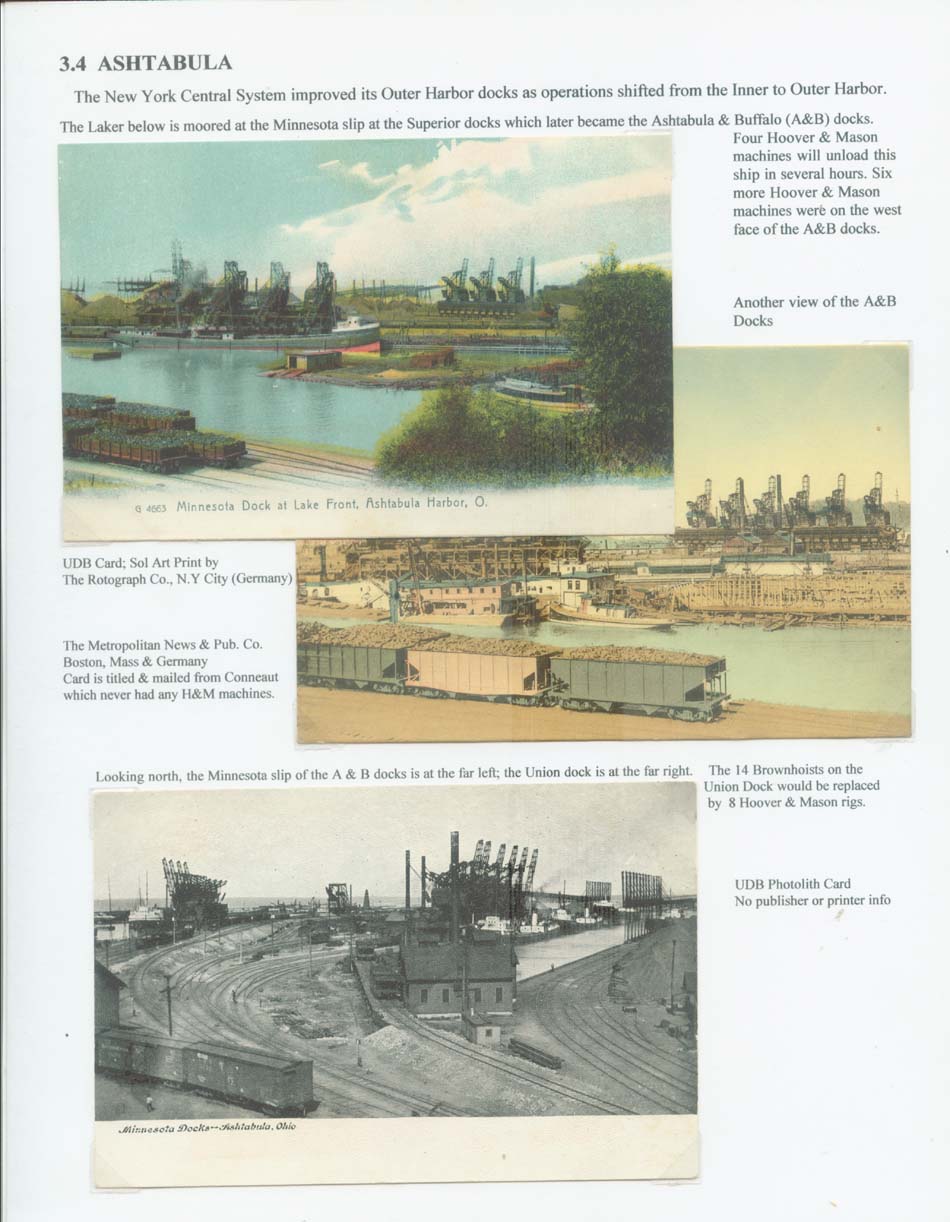 3.4 ASHTABULA
The New York Central System improved its Outer Harbor docks as operations shifted from the Inner to Outer Harbor.
The Laker below is moored at the Minnesota slip at the Superior docks which later became the Ashtabula & Buffalo (A&B) docks.
Four Hoover & Mason
machines will unload this
ship in several hours. Six
more Hoover & Mason
machines were on the west
face of the A&B docks.
Another view of the A&B
Docks
G 4663 Minnesota Dock at Lake Front, Ashtabula Harbor, O.
UDB Card; Sol Art Print by
The Rotograph Co., N.Y City (Germany)
The Metropolitan News & Pub. Co.
Boston, Mass & Germany
Card is titled & mailed from Conneaut
which never had any H&M machines.
Looking north, the Minnesota slip of the A & B docks is at the far left; the Union dock is at the far right.
The 14 Brownhoists on the
Union Dock would be replaced
by 8 Hoover & Mason rigs.
UDB Photolith Card
No publisher or printer info
Minnesota Docks--Ashtabula, Ohio